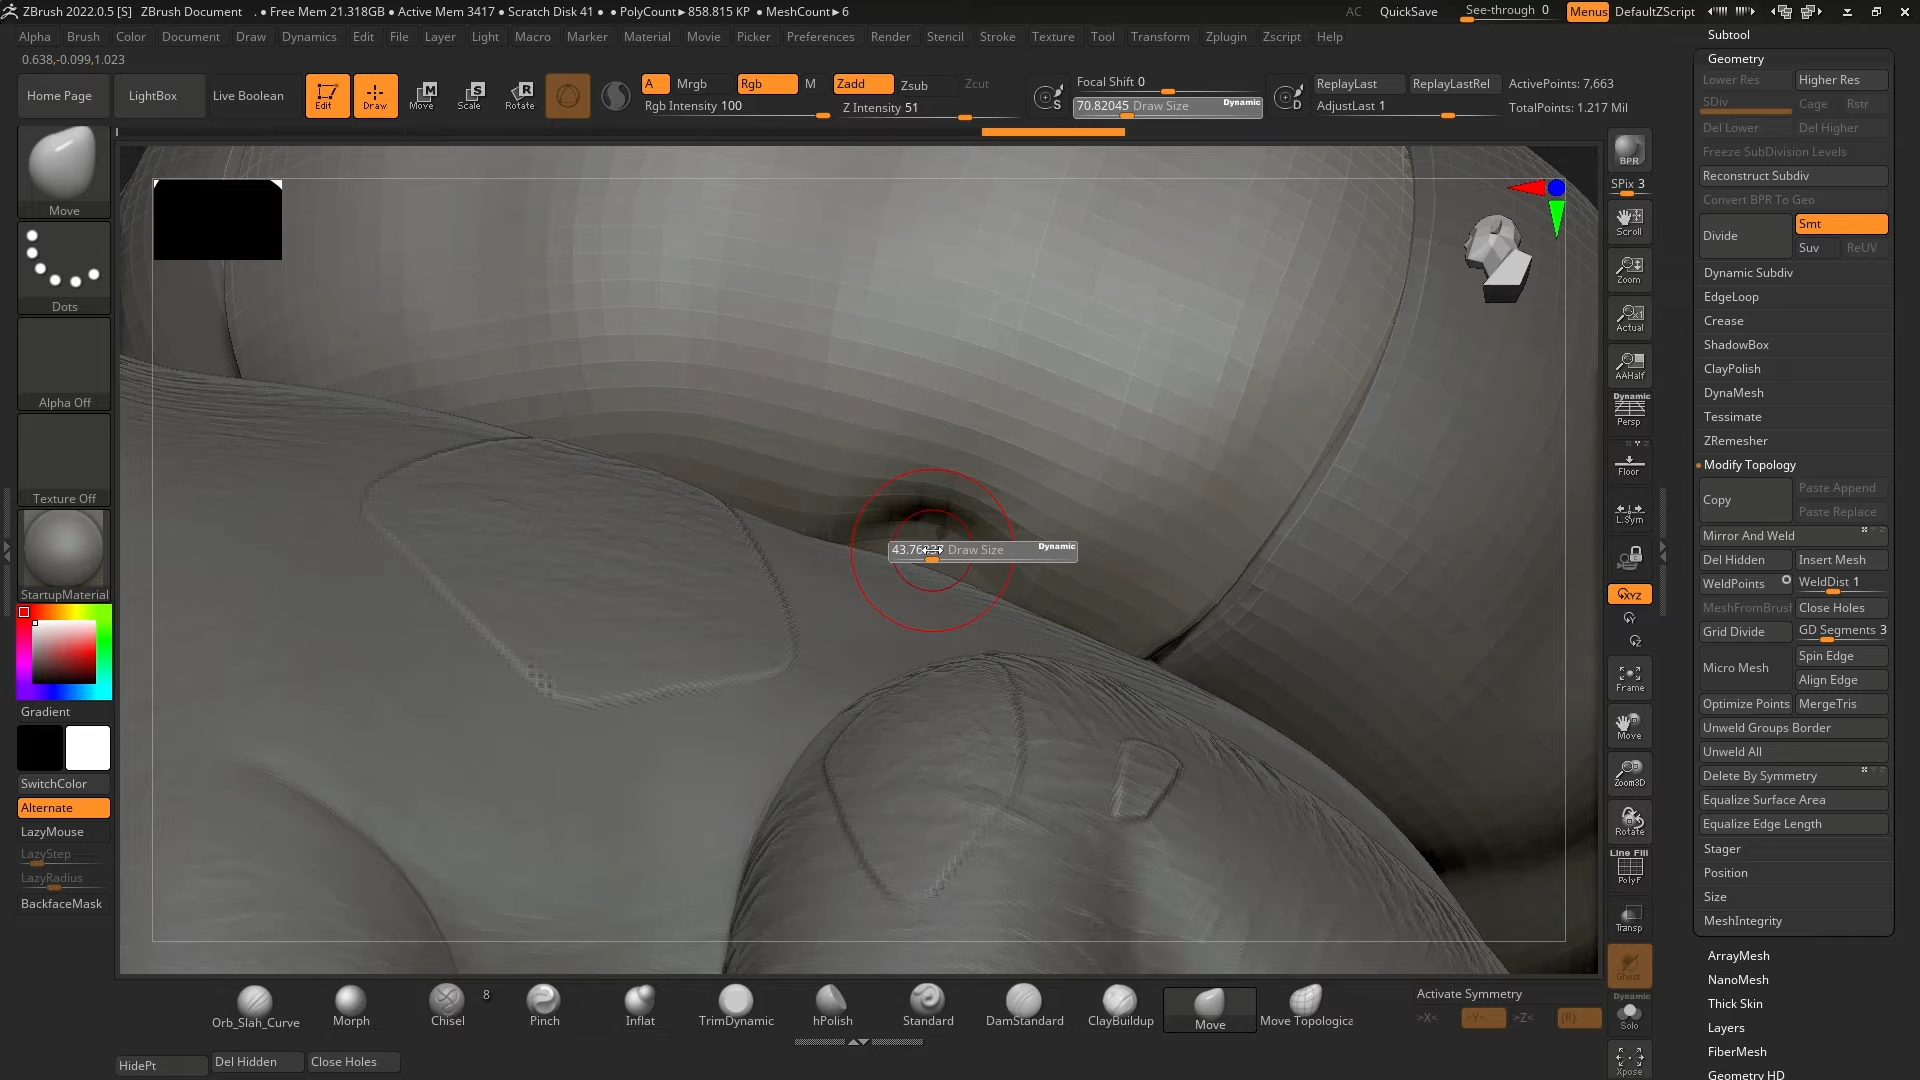 ZBrush 2022.0.5 [S] ZBrush Document . • Free Mem 21.318GB • Active Mem 3417 • Scratch Disk 41 • • PolyCount▸ 858.815 KP • MeshCount▸ 6 AC QuickSave See-through 0 Menus DefaultZScript
Alpha Brush Color Document Draw Dynamics Edit File Layer Light Macro Marker Material Movie Picker Preferences Render Stencil Stroke Texture Tool Transform Zplugin Zscript Help
0.638,-0.099,1.023
Home Page LightBox Live Boolean Edit Draw Move Scale Rotate
A Mrgb Rgb M Zadd Zsub Zcut
Rgb Intensity 100 Z Intensity 51
Focal Shift 0
70.82045 Draw Size Dynamic
ReplayLast ReplayLastRel
AdjustLast 1
ActivePoints: 7,663
TotalPoints: 1.217 Mil
Move
Dots
Alpha Off
Texture Off
StartupMaterial
Gradient
SwitchColor
Alternate
LazyMouse
LazyStep
LazyRadius
BackfaceMask
Draw Size Dynamic
BPR
SPix 3
Scroll
Zoom
Actual
AAHalf
Dynamic
Persp
Floor
L.Sym
XYZ
Frame
Move
Zoom3D
Rotate
Line Fill
PolyF
Transp
Ghost
Dynamic
Solo
Xpose
Subtool
Geometry
Lower Res Higher Res
SDiv Cage Rstr
Del Lower Del Higher
Freeze SubDivision Levels
Reconstruct Subdiv
Convert BPR To Geo
Divide Smt
Suv ReUV
Dynamic Subdiv
EdgeLoop
Crease
ShadowBox
ClayPolish
DynaMesh
Tessimate
ZRemesher
Modify Topology
Copy Paste Append
Paste Replace
Mirror And Weld
Del Hidden Insert Mesh
WeldPoints WeldDist 1
MeshFromBrush Close Holes
Grid Divide GD Segments 3
Micro Mesh Spin Edge
Align Edge
Optimize Points MergeTris
Unweld Groups Border
Unweld All
Delete By Symmetry
Equalize Surface Area
Equalize Edge Length
Stager
Position
Size
MeshIntegrity
ArrayMesh
NanoMesh
Thick Skin
Layers
FiberMesh
Geometry HD
Orb_Slah_Curve Morph Chisel 8 Pinch Inflat TrimDynamic hPolish Standard DamStandard ClayBuildup Move Move Topologica
Activate Symmetry
>X< >Y< >Z< (R)
HidePt Del Hidden Close Holes